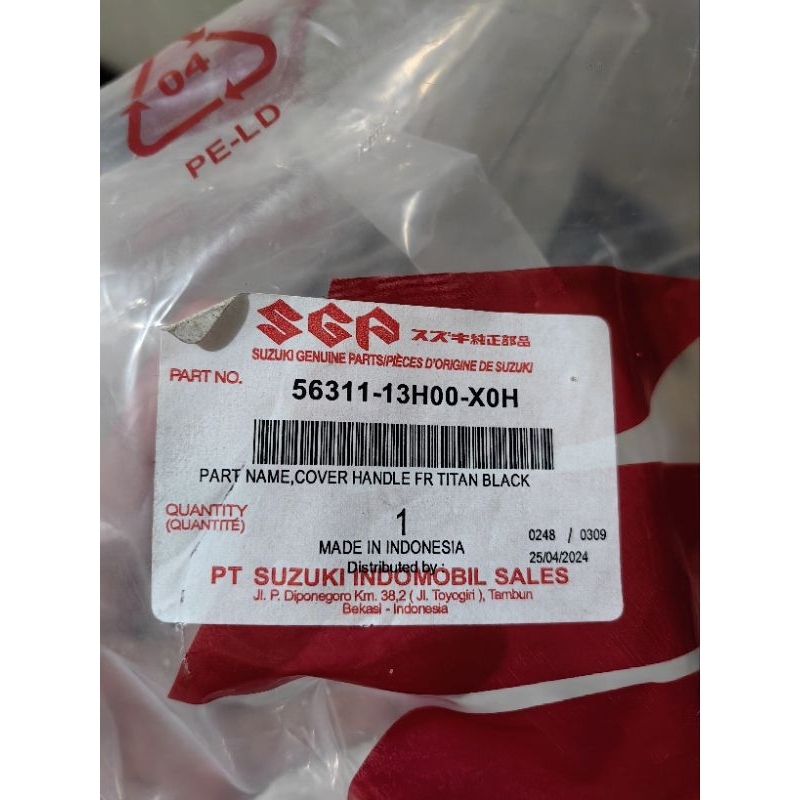 04
PE-LD
SGP スズキ純正部品
SUZUKI GENUINE PARTS/PIÈCES D'ORIGINE DE SUZUKI
PART NO. 56311-13H00-X0H
PART NAME,COVER HANDLE FR TITAN BLACK
QUANTITY
(QUANTITÉ)
1
0248 / 0309
MADE IN INDONESIA
25/04/2024
Distributed by :
PT SUZUKI INDOMOBIL SALES
Jl. P. Diponegoro Km. 38,2 ( Jl. Toyogiri ), Tambun
Bekasi - Indonesia